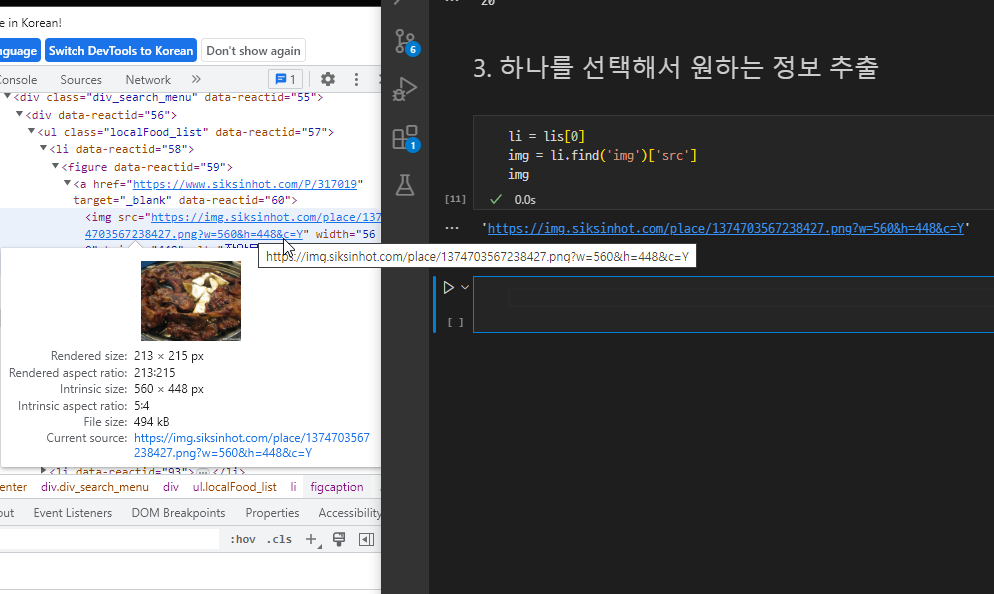 e in Korean!
nguage
Switch DevTools to Korean
Don't show again
Console
Sources
Network
»
1
<div class="div_search_menu" data-reactid="55">
<div data-reactid="56">
<ul class="localFood_list" data-reactid="57">
<li data-reactid="58">
<figure data-reactid="59">
<a href="https://www.siksinhot.com/P/317019"
target="_blank" data-reactid="60">
<img src="https://img.siksinhot.com/place/137
4703567238427.png?w=560&h=448&c=Y" width="56
https://img.siksinhot.com/place/1374703567238427.png?w=560&h=448&c=Y
Rendered size: 213 × 215 px
Rendered aspect ratio: 213∶215
Intrinsic size: 560 × 448 px
Intrinsic aspect ratio: 5∶4
File size: 494 kB
Current source: https://img.siksinhot.com/place/1374703567
238427.png?w=560&h=448&c=Y
<li data-reactid="93">…</li>
enter div.div_search_menu div ul.localFood_list li figcaption
out Event Listeners DOM Breakpoints Properties Accessibility
:hov .cls +
6
1
20
3. 하나를 선택해서 원하는 정보 추출
li = lis[0]
img = li.find('img')['src']
img
[11]
0.0s
'https://img.siksinhot.com/place/1374703567238427.png?w=560&h=448&c=Y'
[ ]